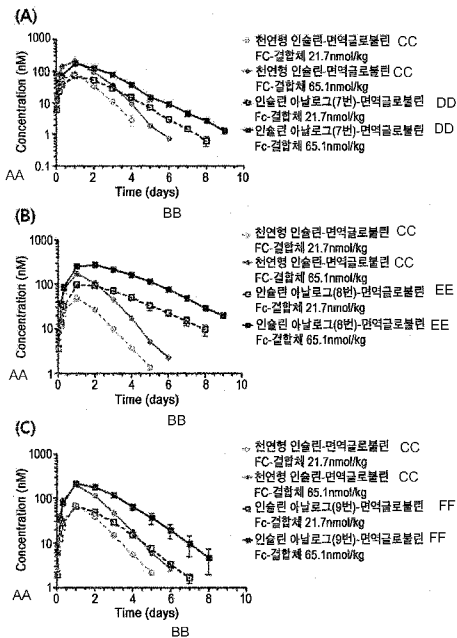 (A)
Concentration (nM)
1000
100
10
1
0.1
0 2 4 6 8 10
Time (days)
AA
BB
천연형 인슐린-면역글로불린 CC
FC-결합체 21.7nmol/kg
천연형 인슐린-면역글로불린 CC
FC-결합체 65.1nmol/kg
인슐린 아날로그(7번)-면역글로불린 DD
Fc-결합체 21.7nmol/kg
인슐린 아날로그(7번)-면역글로불린 DD
Fc-결합체 65.1nmol/kg
(B)
Concentration (nM)
1000
100
10
1
0 2 4 6 8 10
Time (days)
AA
BB
천연형 인슐린-면역글로불린 CC
FC-결합체 21.7nmol/kg
천연형 인슐린-면역글로불린 CC
FC-결합체 65.1nmol/kg
인슐린 아날로그(8번)-면역글로불린 EE
Fc-결합체 21.7nmol/kg
인슐린 아날로그(8번)-면역글로불린 EE
Fc-결합체 65.1nmol/kg
(C)
Concentration (nM)
1000
100
10
1
0 2 4 6 8 10
Time (days)
AA
BB
천연형 인슐린-면역글로불린 CC
FC-결합체 21.7nmol/kg
천연형 인슐린-면역글로불린 CC
FC-결합체 65.1nmol/kg
인슐린 아날로그(9번)-면역글로불린 FF
Fc-결합체 21.7nmol/kg
인슐린 아날로그(9번)-면역글로불린 FF
Fc-결합체 65.1nmol/kg